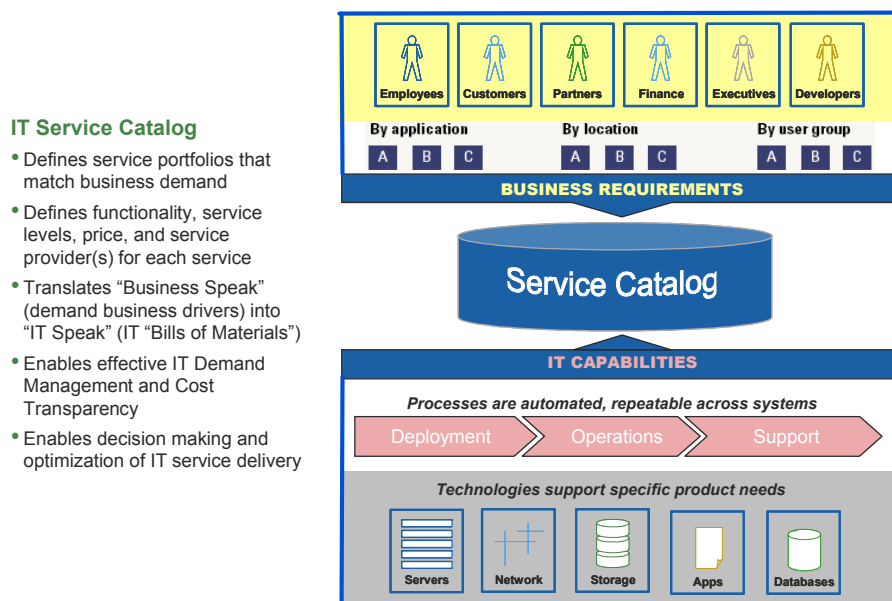 IT Service Catalog
• Defines service portfolios that
match business demand
• Defines functionality, service
levels, price, and service
provider(s) for each service
• Translates “Business Speak”
(demand business drivers) into
“IT Speak” (IT “Bills of Materials”)
• Enables effective IT Demand
Management and Cost
Transparency
• Enables decision making and
optimization of IT service delivery
Employees Customers Partners Finance Executives Developers
By application By location By user group
A B C A B C A B C
BUSINESS REQUIREMENTS
Service Catalog
IT CAPABILITIES
Processes are automated, repeatable across systems
Deployment Operations Support
Technologies support specific product needs
Servers Network Storage Apps Databases